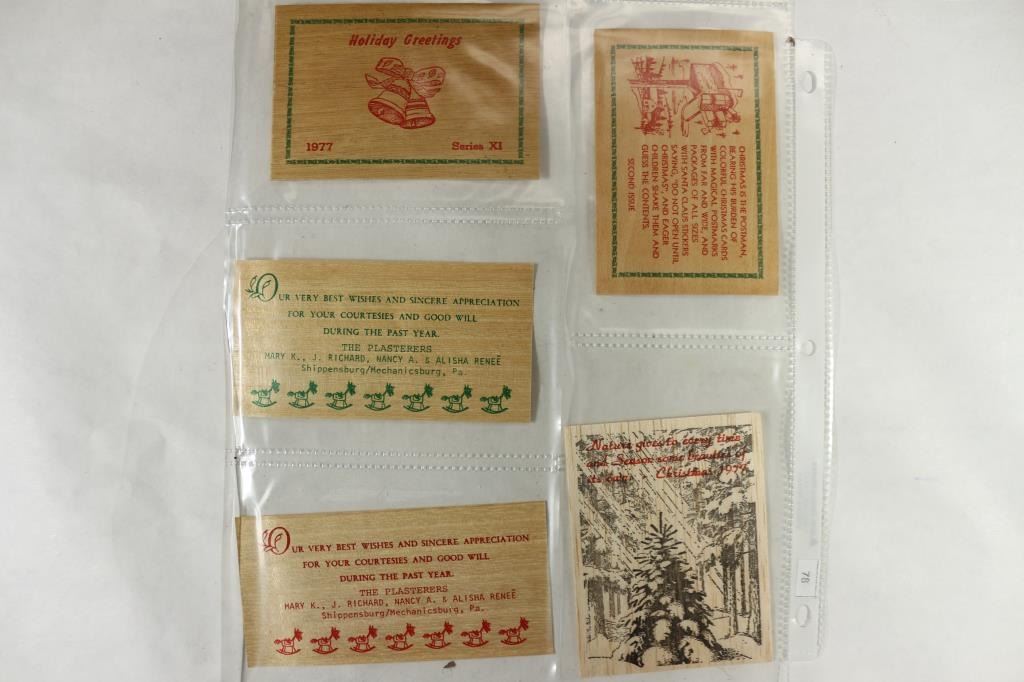 Holiday Greetings
1977 Series XI
OUR VERY BEST WISHES AND SINCERE APPRECIATION
FOR YOUR COURTESIES AND GOOD WILL
DURING THE PAST YEAR.
THE PLASTERERS
MARY K., J. RICHARD, NANCY A. & ALISHA RENEÉ
Shippensburg/Mechanicsburg, Pa.
OUR VERY BEST WISHES AND SINCERE APPRECIATION
FOR YOUR COURTESIES AND GOOD WILL
DURING THE PAST YEAR.
THE PLASTERERS
MARY K., J. RICHARD, NANCY A. & ALISHA RENEÉ
Shippensburg/Mechanicsburg, Pa.
CHRISTMAS IS THE POSTMAN,
BEARING HIS BURDEN OF
COLORFUL CHRISTMAS CARDS
WITH MAGICAL POSTMARKS
FROM FAR AND WIDE, AND
PACKAGES OF ALL SIZES
WITH SANTA CLAUS STICKERS
SAYING, "DO NOT OPEN UNTIL
CHRISTMAS", AND EAGER
CHILDREN SHAKE THEM AND
GUESS THE CONTENTS.
SECOND ISSUE
Nature gives to every time
and Season some beauties of
its own. Christmas 1977
78